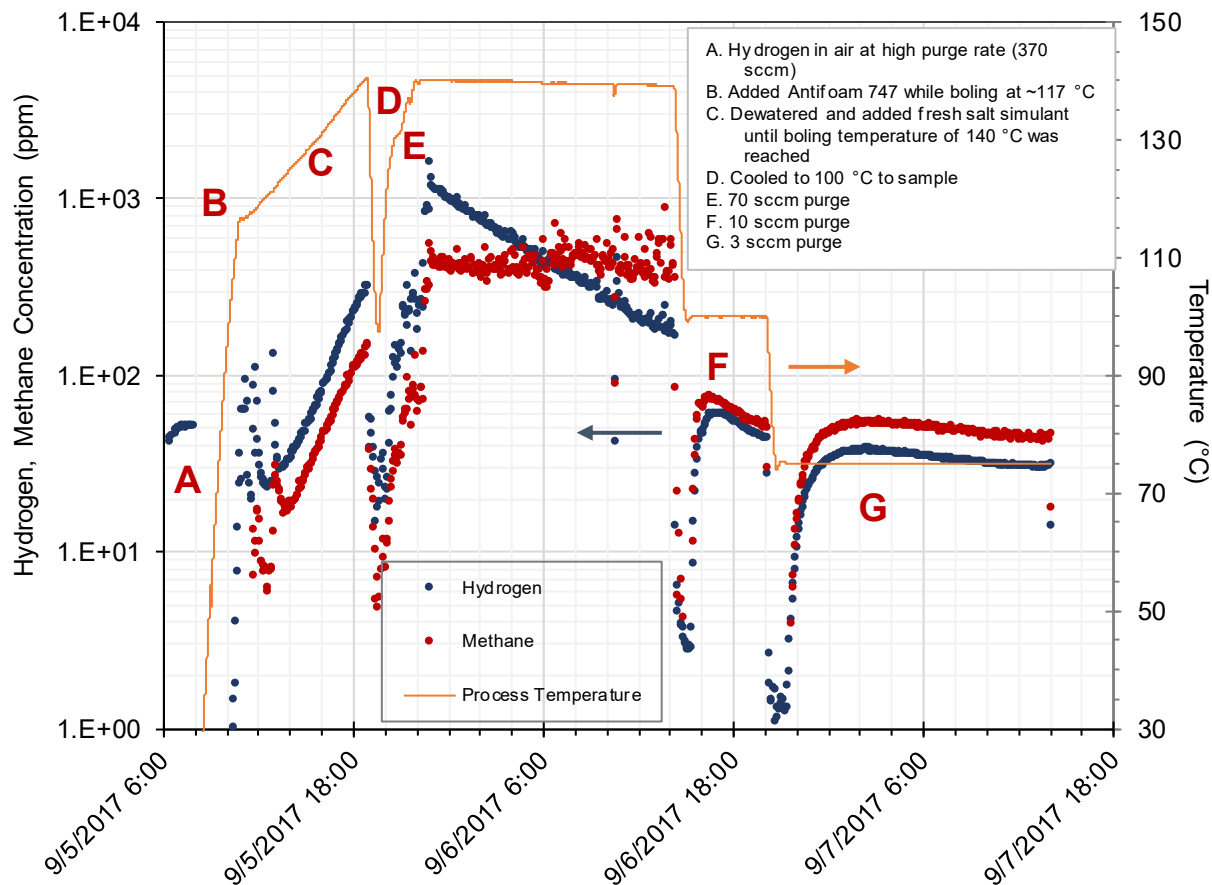 1.E+04
1.E+03
1.E+02
1.E+01
1.E+00
Hydrogen, Methane Concentration (ppm)
A
B
C
D
E
F
G
A. Hydrogen in air at high purge rate (370
sccm)
B. Added Antifoam 747 while boling at ~117 °C
C. Dewatered and added fresh salt simulant
until boling temperature of 140 °C was
reached
D. Cooled to 100 °C to sample
E. 70 sccm purge
F. 10 sccm purge
G. 3 sccm purge
Hydrogen
Methane
Process Temperature
150
130
110
90
70
50
30
Temperature (°C)
9/5/2017 6:00
9/5/2017 18:00
9/6/2017 6:00
9/6/2017 18:00
9/7/2017 6:00
9/7/2017 18:00